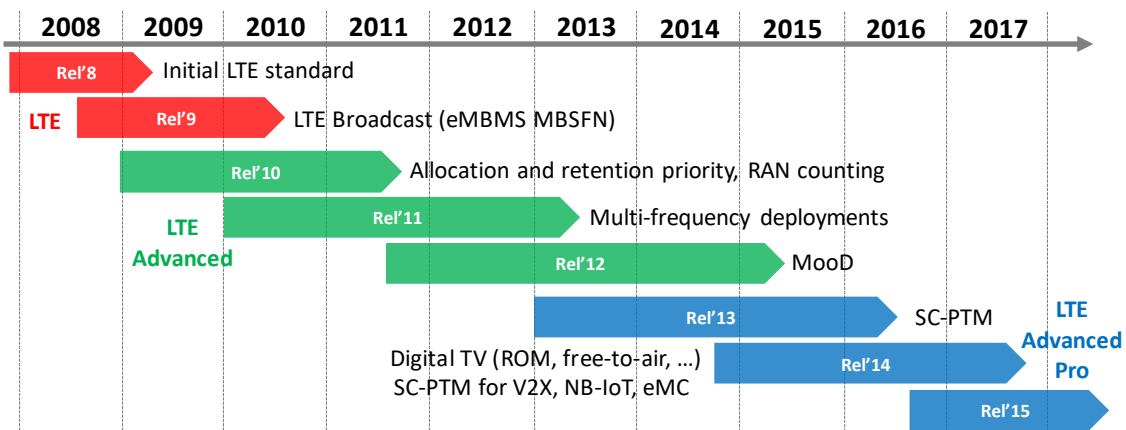 2008 2009 2010 2011 2012 2013 2014 2015 2016 2017
Rel'8 Initial LTE standard
LTE Rel'9 LTE Broadcast (eMBMS MBSFN)
Rel'10 Allocation and retention priority, RAN counting
Rel'11 Multi-frequency deployments
LTE
Advanced
Rel'12 MooD
Rel'13 SC-PTM
LTE
Advanced
Pro
Digital TV (ROM, free-to-air, …)
SC-PTM for V2X, NB-IoT, eMC
Rel'14
Rel'15